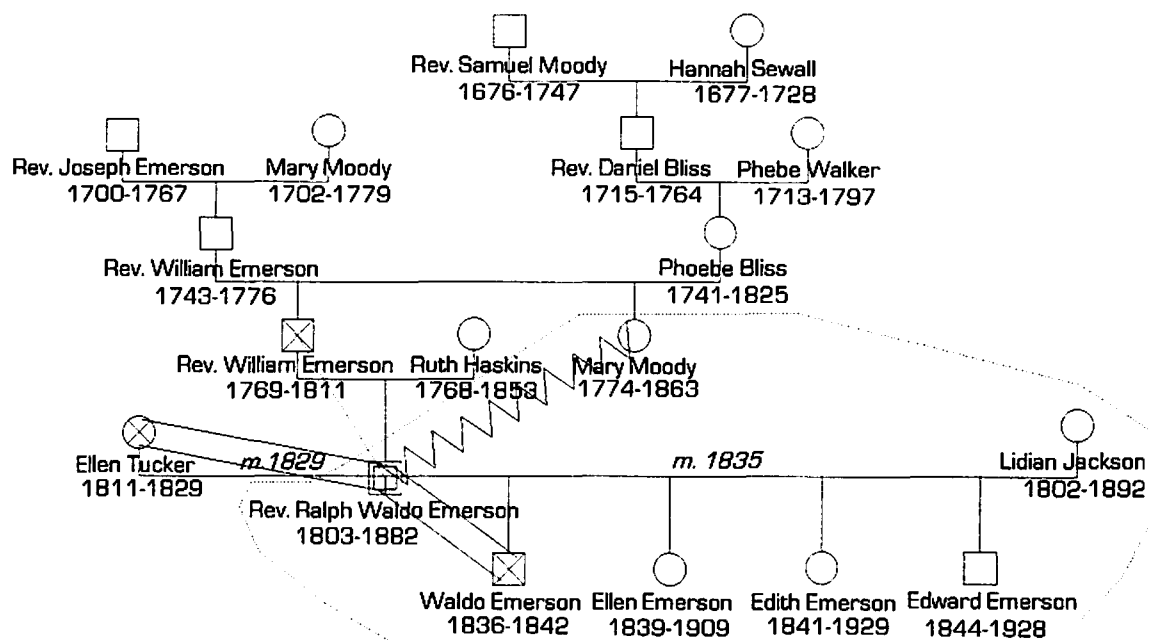 Rev. Samuel Moody
1676-1747
Hannah Sewall
1677-1728
Rev. Joseph Emerson
1700-1767
Mary Moody
1702-1779
Rev. Daniel Bliss
1715-1764
Phebe Walker
1713-1797
Rev. William Emerson
1743-1776
Phoebe Bliss
1741-1825
Rev. William Emerson
1769-1811
Ruth Haskins
1768-1853
Mary Moody
1774-1863
Ellen Tucker
1811-1829
m. 1829
m. 1835
Lidian Jackson
1802-1892
Rev. Ralph Waldo Emerson
1803-1882
Waldo Emerson
1836-1842
Ellen Emerson
1839-1909
Edith Emerson
1841-1929
Edward Emerson
1844-1928